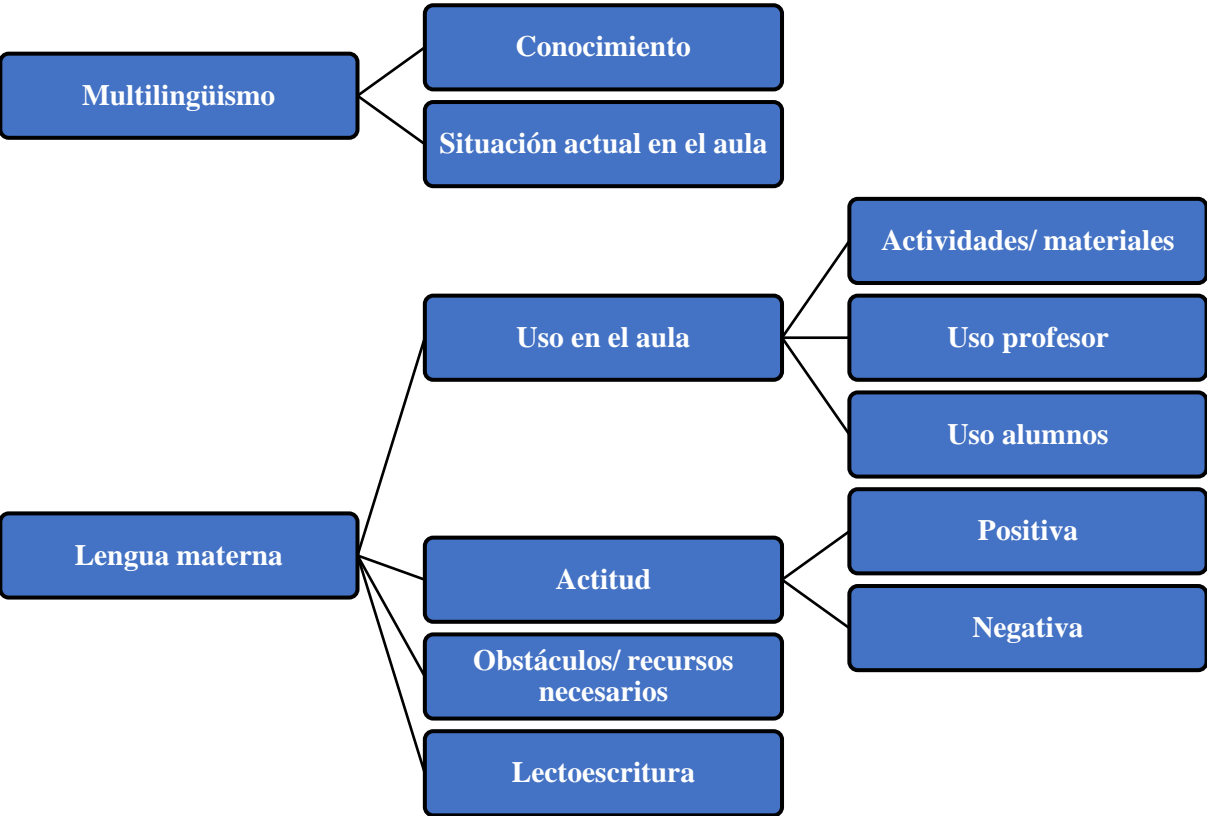 Multilingüismo
Conocimiento
Situación actual en el aula
Lengua materna
Uso en el aula
Actividades/ materiales
Uso profesor
Uso alumnos
Actitud
Positiva
Negativa
Obstáculos/ recursos
necesarios
Lectoescritura